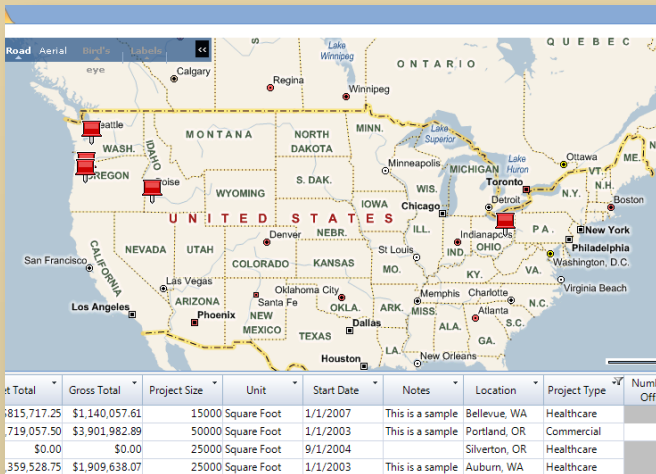 Road Aerial Bird's Labels «
eye
Lake
Winnipeg
QUEBEC
ONTARIO
Calgary
Regina
Winnipeg
eattle
MONTANA
NORTH
DAKOTA
MINN.
Lake
Superior
WASH.
IDAHO
Minneapolis
MICHIGAN
Lake
Huron
Ottawa
VT.
ME.
N
REGON
oise
S. DAK.
WIS.
Toronto
N.H.
WYOMING
IOWA
Chicago
Detroit
N.Y.
Boston
UNITED STATES
NEBR.
ILL.
Indianap
s
PA.
New York
Denver
IND.
OHIO
Philadelphia
San Francisco
CALIFORNIA
NEVADA
UTAH
COLORADO
KANSAS
St Louis
MO.
KY.
VA.
Washington, D.C.
Las Vegas
Oklahoma City
Memphis
Charlotte
Virginia Beach
Los Angeles
ARIZONA
Santa Fe
OKLA.
ARK.
MISS.
N.C.
Phoenix
NEW
MEXICO
Dallas
Atlanta
ALA.
S.C.
TEXAS
GA.
Houston
LA.
New Orleans
et Total Gross Total Project Size Unit Start Date Notes Location Project Type Num
Off
$815,717.25 $1,140,057.61 15000 Square Foot 1/1/2007 This is a sample Bellevue, WA Healthcare
,719,057.50 $3,901,982.89 50000 Square Foot 1/1/2003 This is a sample Portland, OR Commercial
$0.00 $0.00 25000 Square Foot 9/1/2004 Silverton, OR Healthcare
,359,528.75 $1,909,638.07 25000 Square Foot 1/1/2003 This is a sample Auburn, WA Healthcare